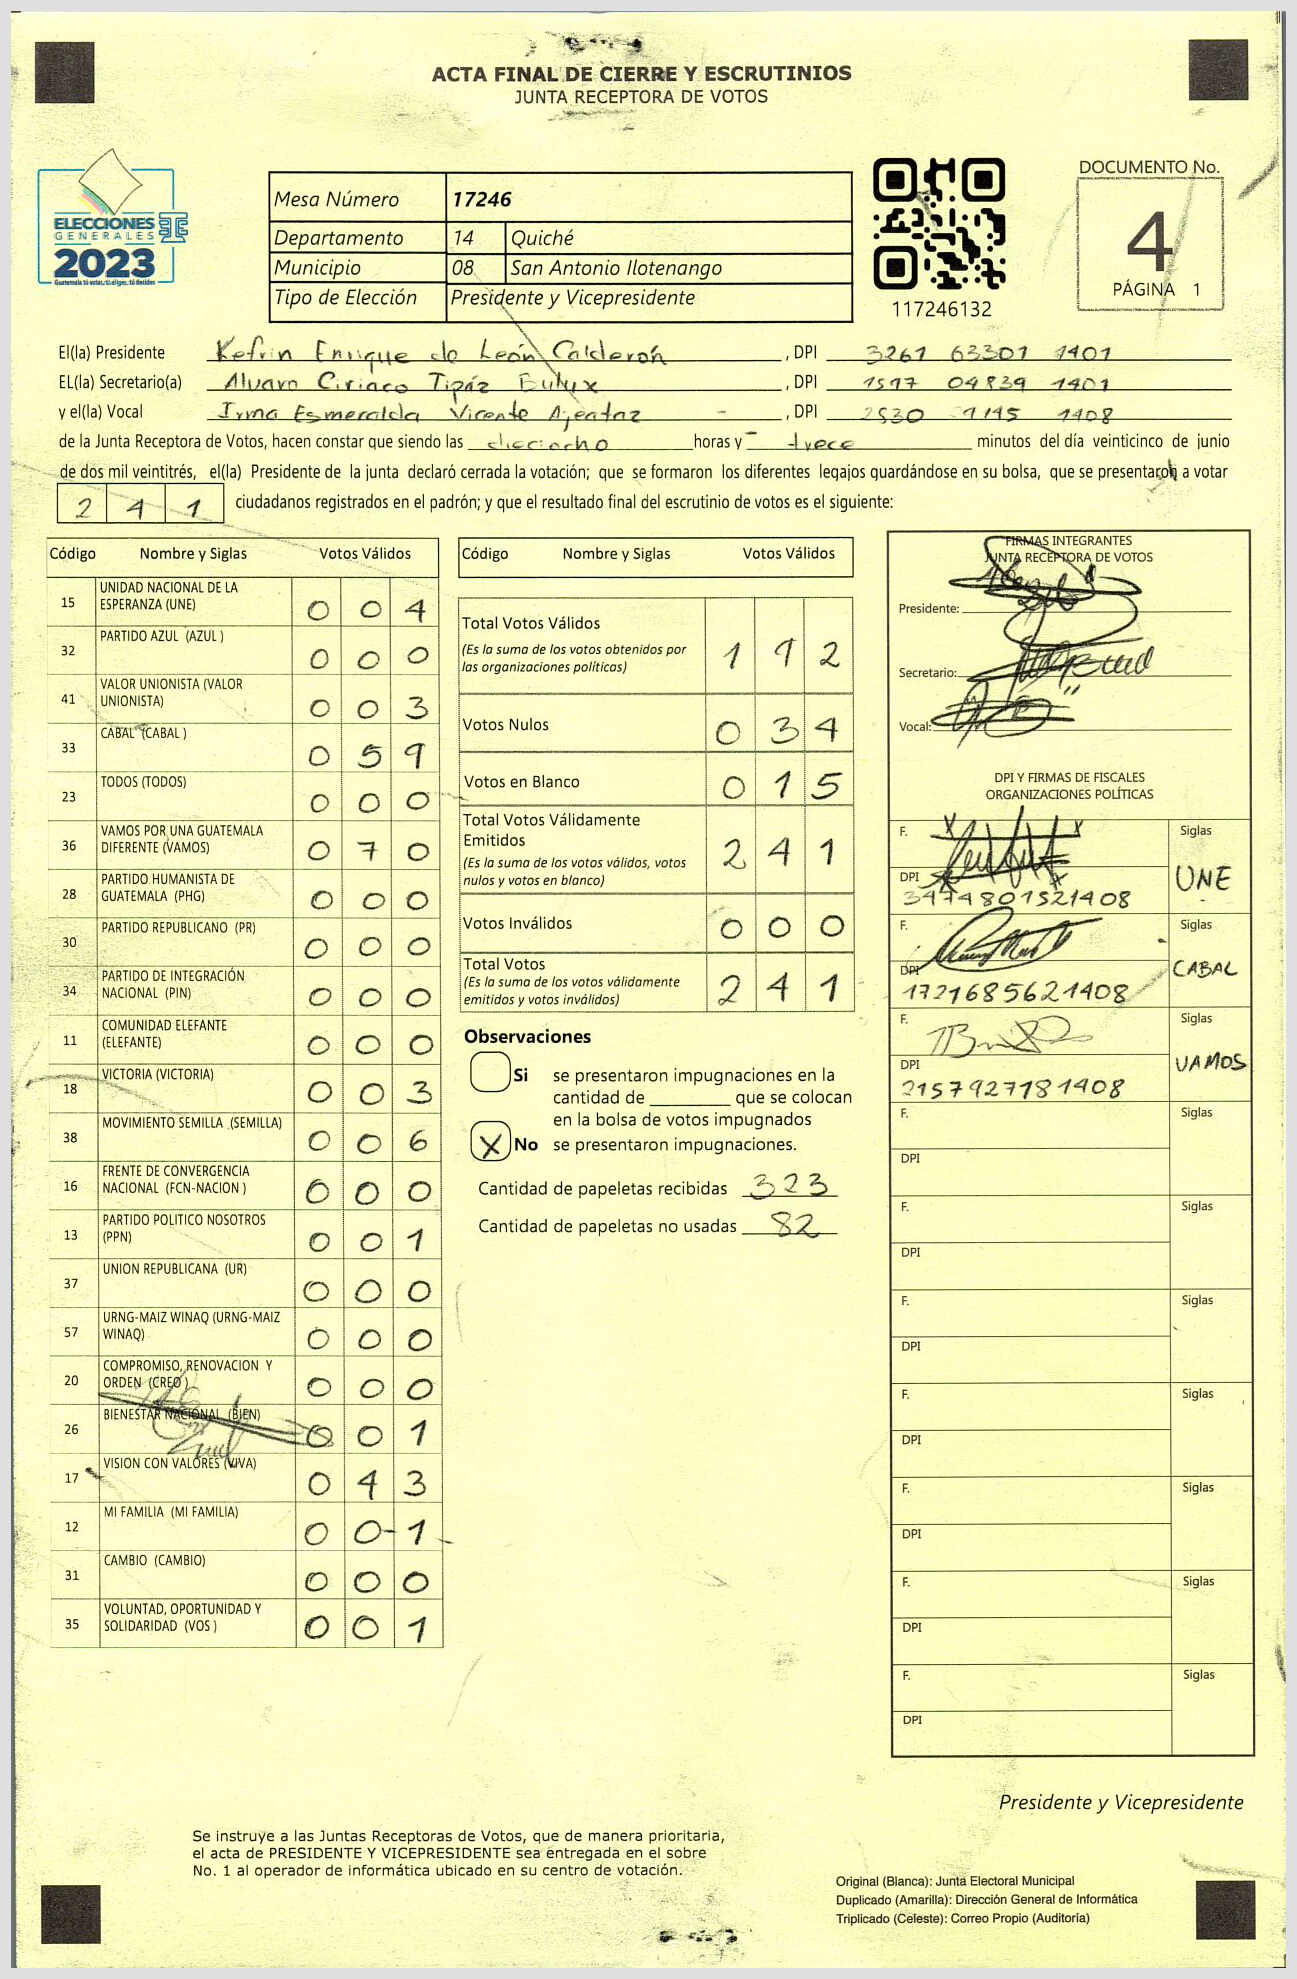 ACTA FINAL DE CIERRE Y ESCRUTINIOS
JUNTA RECEPTORA DE VOTOS
ELECCIONES
GENERALES
2023
Guatemala tú votas, tú eliges, tú decides
Mesa Número 17246
Departamento 14 Quiché
Municipio 08 San Antonio Ilotenango
Tipo de Elección Presidente y Vicepresidente
117246132
DOCUMENTO No.
4
PÁGINA 1
El(la) Presidente Kefrin Enrique de León Calderón, DPI 3261 63301 1401
EL(la) Secretario(a) Alvaro Ciriaco Tipáz, DPI 1597 04839 1401
y el(la) Vocal Irma Esmeralda Vicente, DPI 2530 1408
de la Junta Receptora de Votos, hacen constar que siendo las dieciocho horas y trece minutos del día veinticinco de junio
de dos mil veintitrés, el(la) Presidente de la junta declaró cerrada la votación; que se formaron los diferentes legajos guardándose en su bolsa, que se presentaron a votar
241 ciudadanos registrados en el padrón; y que el resultado final del escrutinio de votos es el siguiente:
Código Nombre y Siglas Votos Válidos
15 UNIDAD NACIONAL DE LA ESPERANZA (UNE) 0 0 4
32 PARTIDO AZUL (AZUL ) 0 0 0
41 VALOR UNIONISTA (VALOR UNIONISTA) 0 0 3
33 CABAL (CABAL ) 0 5 9
23 TODOS (TODOS) 0 0 0
36 VAMOS POR UNA GUATEMALA DIFERENTE (VAMOS) 0 7 0
28 PARTIDO HUMANISTA DE GUATEMALA (PHG) 0 0 0
30 PARTIDO REPUBLICANO (PR) 0 0 0
34 PARTIDO DE INTEGRACIÓN NACIONAL (PIN) 0 0 0
11 COMUNIDAD ELEFANTE (ELEFANTE) 0 0 0
18 VICTORIA (VICTORIA) 0 0 3
38 MOVIMIENTO SEMILLA (SEMILLA) 0 0 6
16 FRENTE DE CONVERGENCIA NACIONAL (FCN-NACION ) 0 0 0
13 PARTIDO POLITICO NOSOTROS (PPN) 0 0 1
37 UNION REPUBLICANA (UR) 0 0 0
57 URNG-MAIZ WINAQ (URNG-MAIZ WINAQ) 0 0 0
20 COMPROMISO, RENOVACION Y ORDEN (CREO ) 0 0 0
26 BIENESTAR NACIONAL (BIEN) 0 0 1
17 VISION CON VALORES (VIVA) 0 4 3
12 MI FAMILIA (MI FAMILIA) 0 0 1
31 CAMBIO (CAMBIO) 0 0 0
35 VOLUNTAD, OPORTUNIDAD Y SOLIDARIDAD (VOS ) 0 0 1
Código Nombre y Siglas Votos Válidos
Total Votos Válidos 1 9 2
(Es la suma de los votos obtenidos por
las organizaciones políticas)
Votos Nulos 0 3 4
Votos en Blanco 0 1 5
Total Votos Válidamente
Emitidos 2 4 1
(Es la suma de los votos válidos, votos
nulos y votos en blanco)
Votos Inválidos 0 0 0
Total Votos 2 4 1
(Es la suma de los votos válidamente
emitidos y votos inválidos)
Observaciones
Si se presentaron impugnaciones en la
cantidad de ________ que se colocan
en la bolsa de votos impugnados
X No se presentaron impugnaciones.
Cantidad de papeletas recibidas 323
Cantidad de papeletas no usadas 82
FIRMAS INTEGRANTES
JUNTA RECEPTORA DE VOTOS
Presidente:
Secretario:
Vocal:
DPI Y FIRMAS DE FISCALES
ORGANIZACIONES POLÍTICAS
F. Siglas
DPI UNE
3474801521408
F. Siglas
DPI CABAL
1721685621408
F. Siglas
DPI VAMOS
2157927181408
F. Siglas
DPI
F. Siglas
DPI
F. Siglas
DPI
F. Siglas
DPI
F. Siglas
DPI
F. Siglas
DPI
F. Siglas
DPI
Presidente y Vicepresidente
Se instruye a las Juntas Receptoras de Votos, que de manera prioritaria,
el acta de PRESIDENTE Y VICEPRESIDENTE sea entregada en el sobre
No. 1 al operador de informática ubicado en su centro de votación.
Original (Blanca): Junta Electoral Municipal
Duplicado (Amarilla): Dirección General de Informática
Triplicado (Celeste): Correo Propio (Auditoría)